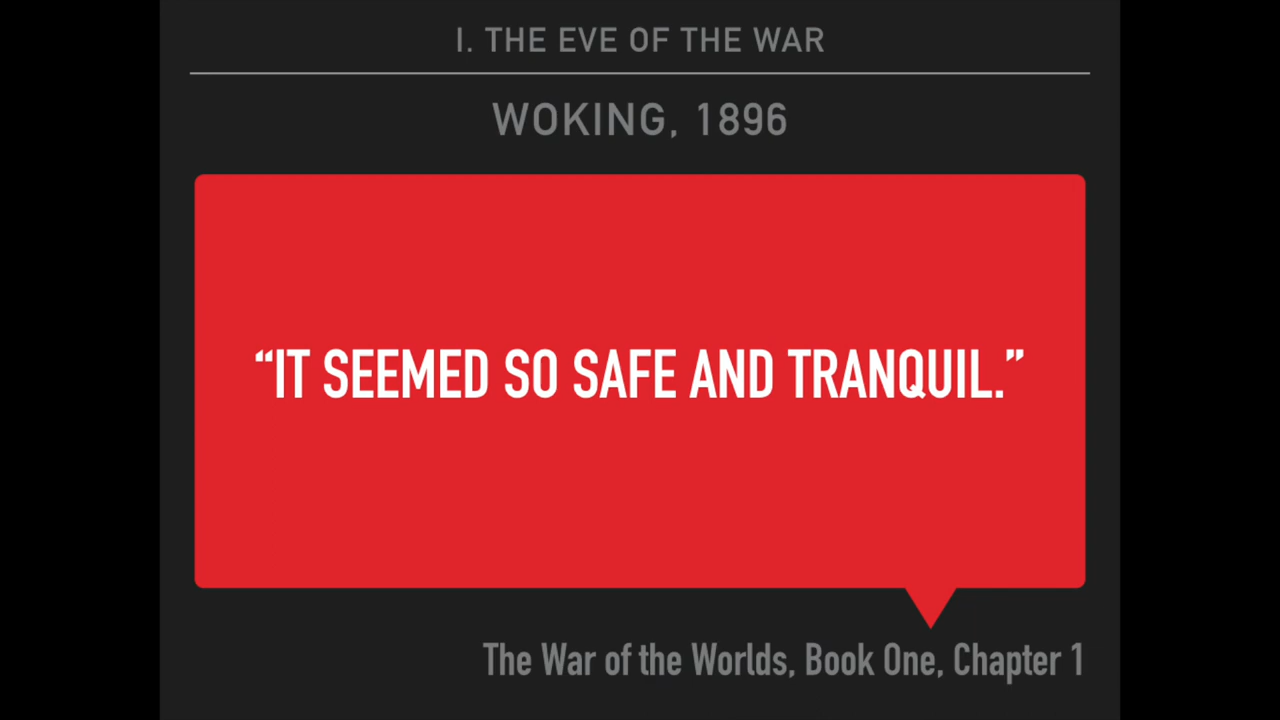 I. THE EVE OF THE WAR
WOKING, 1896
“IT SEEMED SO SAFE AND TRANQUIL.”
The War of the Worlds, Book One, Chapter 1